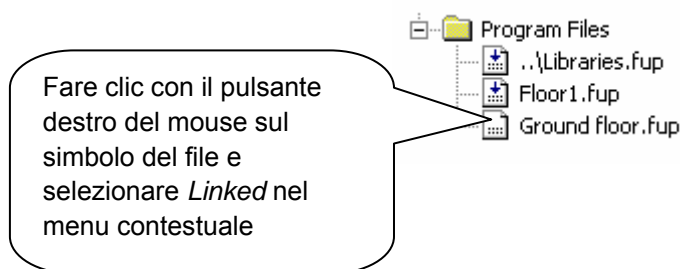 Program Files
..\Libraries.fup
Floor1.fup
Ground floor.fup
Fare clic con il pulsante
destro del mouse sul
simbolo del file e
selezionare Linked nel
menu contestuale